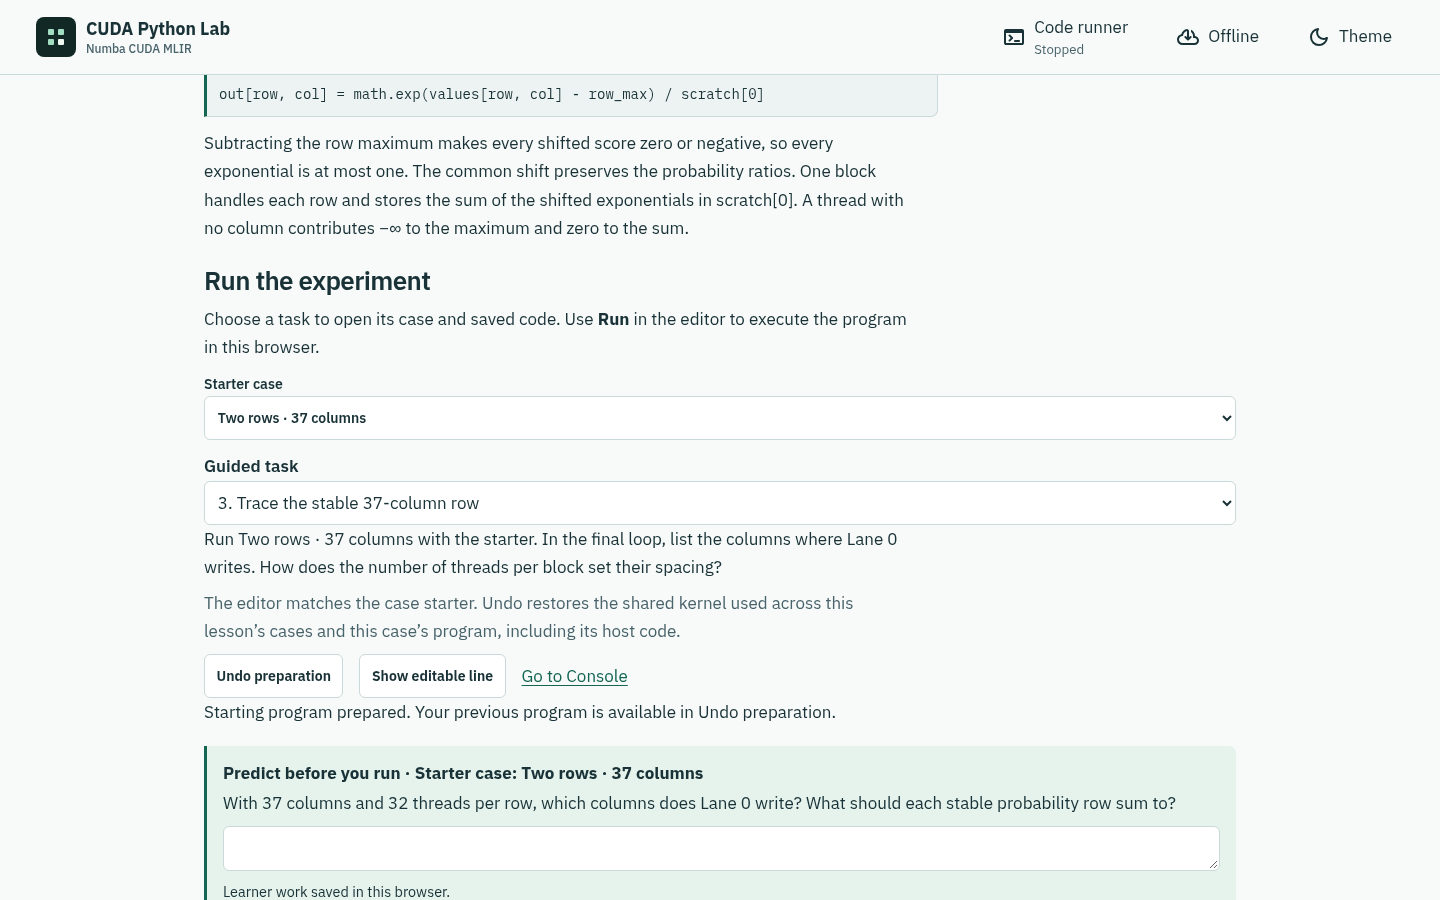 CUDA Python Lab
Numba CUDA MLIR
Code runner
Stopped
Offline
Theme
out[row, col] = math.exp(values[row, col] - row_max) / scratch[0]
Subtracting the row maximum makes every shifted score zero or negative, so every
exponential is at most one. The common shift preserves the probability ratios. One block
handles each row and stores the sum of the shifted exponentials in scratch[0]. A thread with
no column contributes −∞ to the maximum and zero to the sum.
Run the experiment
Choose a task to open its case and saved code. Use Run in the editor to execute the program
in this browser.
Starter case
Two rows · 37 columns
Guided task
3. Trace the stable 37-column row
Run Two rows · 37 columns with the starter. In the final loop, list the columns where Lane 0
writes. How does the number of threads per block set their spacing?
The editor matches the case starter. Undo restores the shared kernel used across this
lesson’s cases and this case’s program, including its host code.
Undo preparation
Show editable line
Go to Console
Starting program prepared. Your previous program is available in Undo preparation.
Predict before you run · Starter case: Two rows · 37 columns
With 37 columns and 32 threads per row, which columns does Lane 0 write? What should each stable probability row sum to?
Learner work saved in this browser.